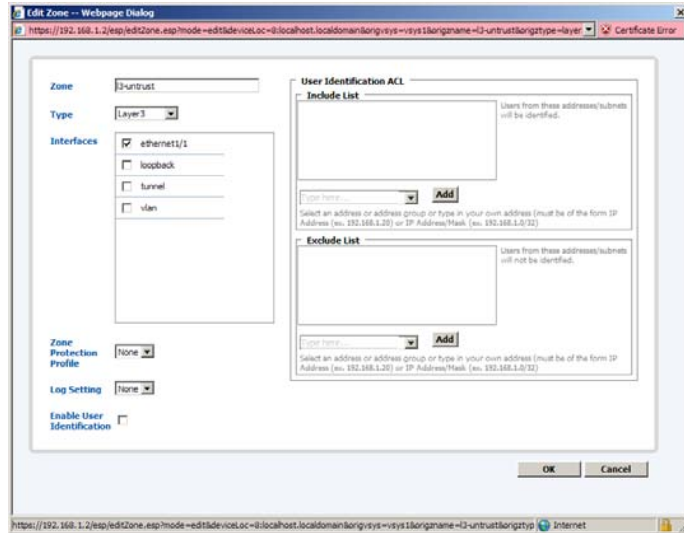 Edit Zone -- Webpage Dialog
https://192.168.1.2/esp/editZone.esp?mode=edit&deviceLoc=8:localhost.localdomain&origvsys=vsys1&origzname=l3-untrust&origztype=layer
Certificate Error
Zone
l3-untrust
Type
Layer3
Interfaces
ethernet1/1
loopback
tunnel
vlan
Zone
Protection
Profile
None
Log Setting
None
Enable User
Identification
User Identification ACL
Include List
Users from these addresses/subnets
will be identified.
Type here...
Add
Select an address or address group or type in your own address (must be of the form IP
Address (ex. 192.168.1.20) or IP Address/Mask (ex. 192.168.1.0/32)
Exclude List
Users from these addresses/subnets
will not be identified.
Type here...
Add
Select an address or address group or type in your own address (must be of the form IP
Address (ex. 192.168.1.20) or IP Address/Mask (ex. 192.168.1.0/32)
OK
Cancel
https://192.168.1.2/esp/editZone.esp?mode=edit&deviceLoc=8:localhost.localdomain&origvsys=vsys1&origzname=l3-untrust&origztyp
Internet